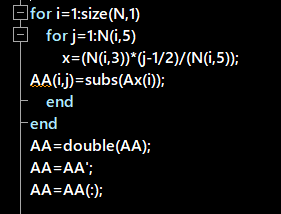 for i=1:size(N,1)
for j=1:N(i,5)
x=(N(i,3))*(j-1/2)/(N(i,5));
AA(i,j)=subs(Ax(i));
end
end
AA=double(AA);
AA=AA';
AA=AA(:);